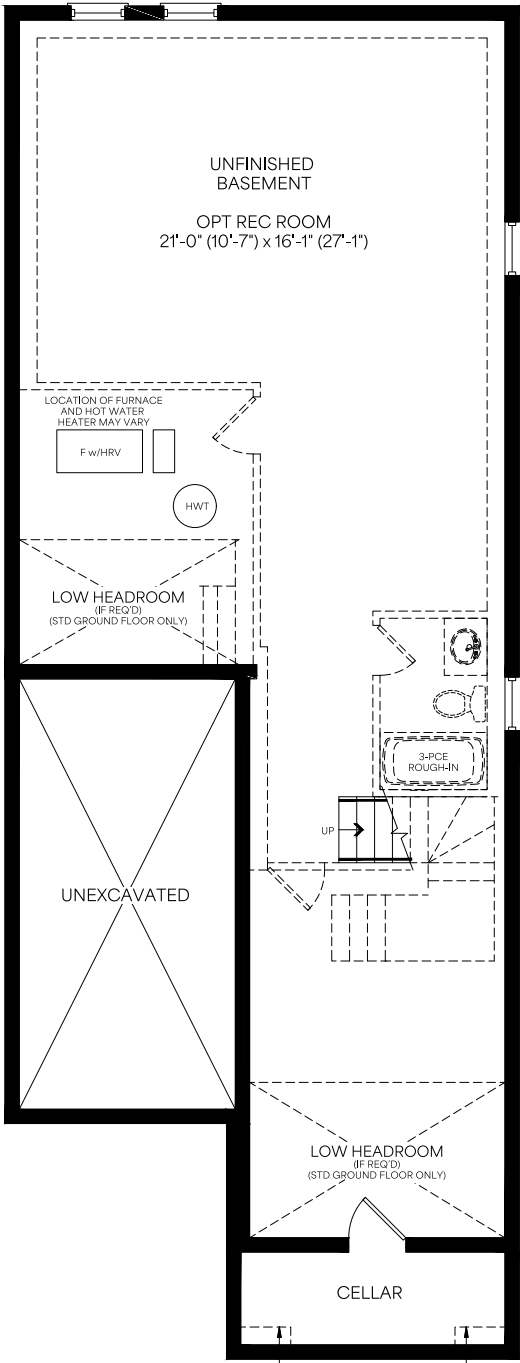 UNFINISHED
BASEMENT
OPT REC ROOM
21'-0" (10'-7") x 16'-1" (27'-1")
LOCATION OF FURNACE
AND HOT WATER
HEATER MAY VARY
F w/HRV
HWT
LOW HEADROOM
(IF REQ'D)
(STD GROUND FLOOR ONLY)
3-PCE
ROUGH-IN
UP
UNEXCAVATED
LOW HEADROOM
(IF REQ'D)
(STD GROUND FLOOR ONLY)
CELLAR